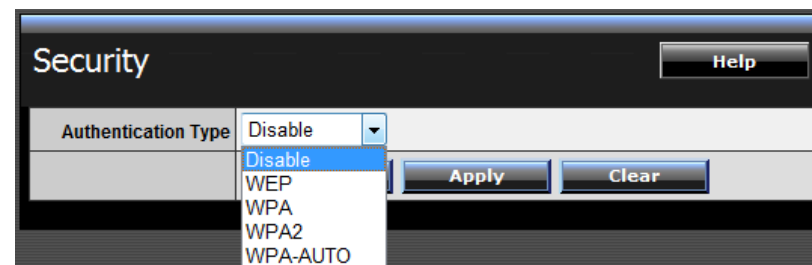 Security
Help
Authentication Type Disable
Disable
WEP
WPA
WPA2
WPA-AUTO
Apply
Clear